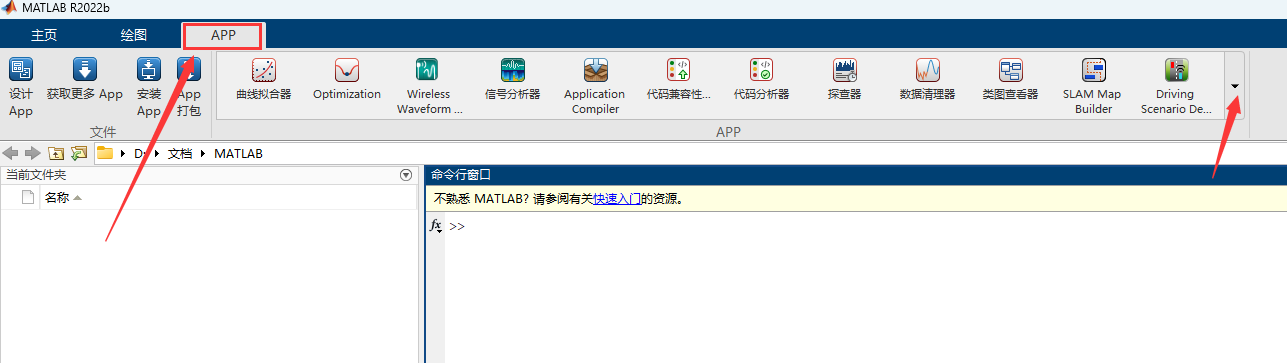 MATLAB R2022b
主页 绘图 APP
设计 App
获取更多 App
安装 App
App 打包
曲线拟合器
Optimization
Wireless Waveform ...
信号分析器
Application Compiler
代码兼容性...
代码分析器
探查器
数据清理器
类图查看器
SLAM Map Builder
Driving Scenario De...
文件
APP
D: 文档 MATLAB
当前文件夹
名称
命令行窗口
不熟悉 MATLAB? 请参阅有关快速入门的资源。
fx >>